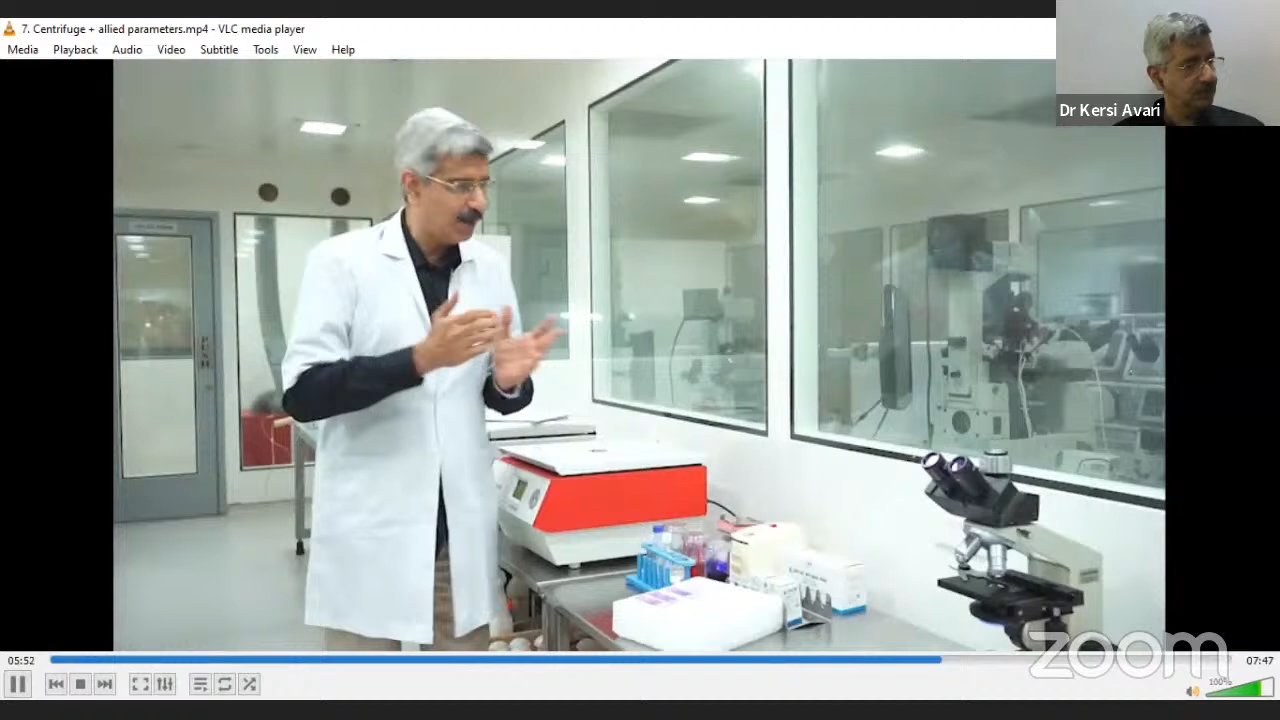 7. Centrifuge + allied parameters.mp4 - VLC media player
Media Playback Audio Video Subtitle Tools View Help
Dr Kersi Avari
zoom
05:52
07:47
100%